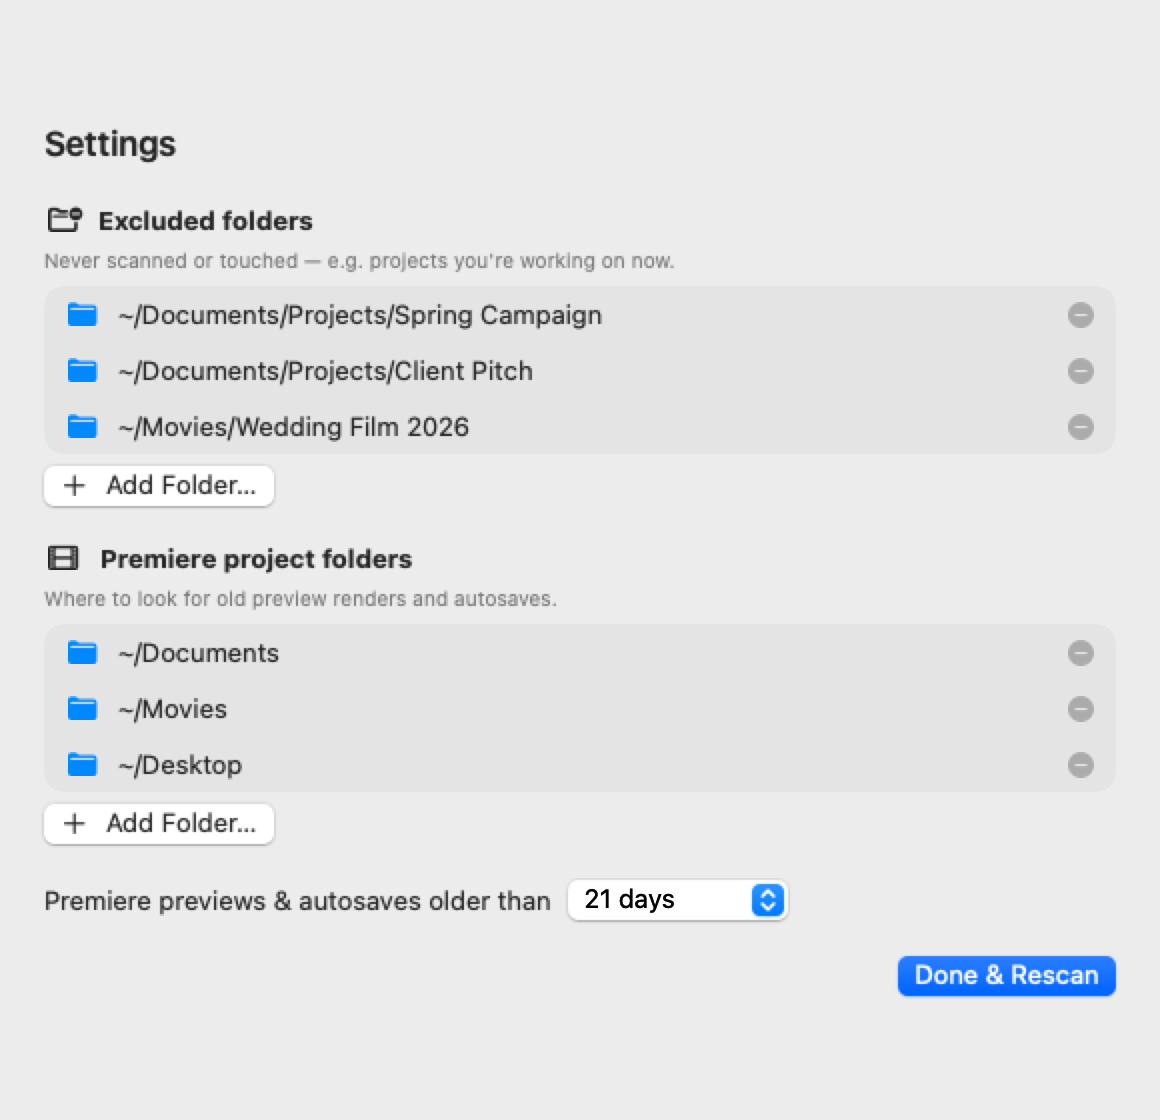 Settings
Excluded folders
Never scanned or touched — e.g. projects you're working on now.
~/Documents/Projects/Spring Campaign
~/Documents/Projects/Client Pitch
~/Movies/Wedding Film 2026
+ Add Folder...
Premiere project folders
Where to look for old preview renders and autosaves.
~/Documents
~/Movies
~/Desktop
+ Add Folder...
Premiere previews & autosaves older than 21 days
Done & Rescan